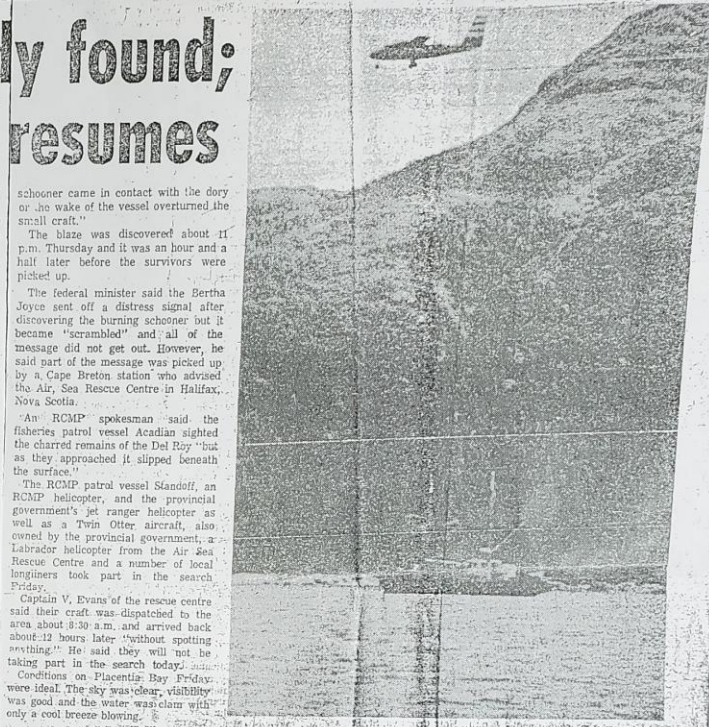 ly found;
resumes
schooner came in contact with the dory
or the wake of the vessel overturned the
small craft."
The blaze was discovered about 11
p.m. Thursday and it was an hour and a
half later before the survivors were
picked up.
The federal minister said the Bertha
Joyce sent off a distress signal after
discovering the burning schooner but it
became "scrambled" and all of the
message did not get out. However, he
said part of the message was picked up
by a Cape Breton station who advised
the Air, Sea Rescue Centre in Halifax,
Nova Scotia.
An RCMP spokesman said the
fisheries patrol vessel Acadian sighted
the charred remains of the Del Roy "but
as they approached it slipped beneath
the surface."
The RCMP patrol vessel Standoff, an
RCMP helicopter, and the provincial
government's jet ranger helicopter as
well as a Twin Otter aircraft, also
owned by the provincial government, a
Labrador helicopter from the Air Sea
Rescue Centre and a number of local
longliners took part in the search
Friday.
Captain V. Evans of the rescue centre
said their craft was dispatched to the
area about 8:30 a.m. and arrived back
about 12 hours later "without spotting
anything." He said they will not be
taking part in the search today.
Conditions on Placentia Bay Friday
were ideal. The sky was clear, visibility
was good and the water was clam with
only a cool breeze blowing.